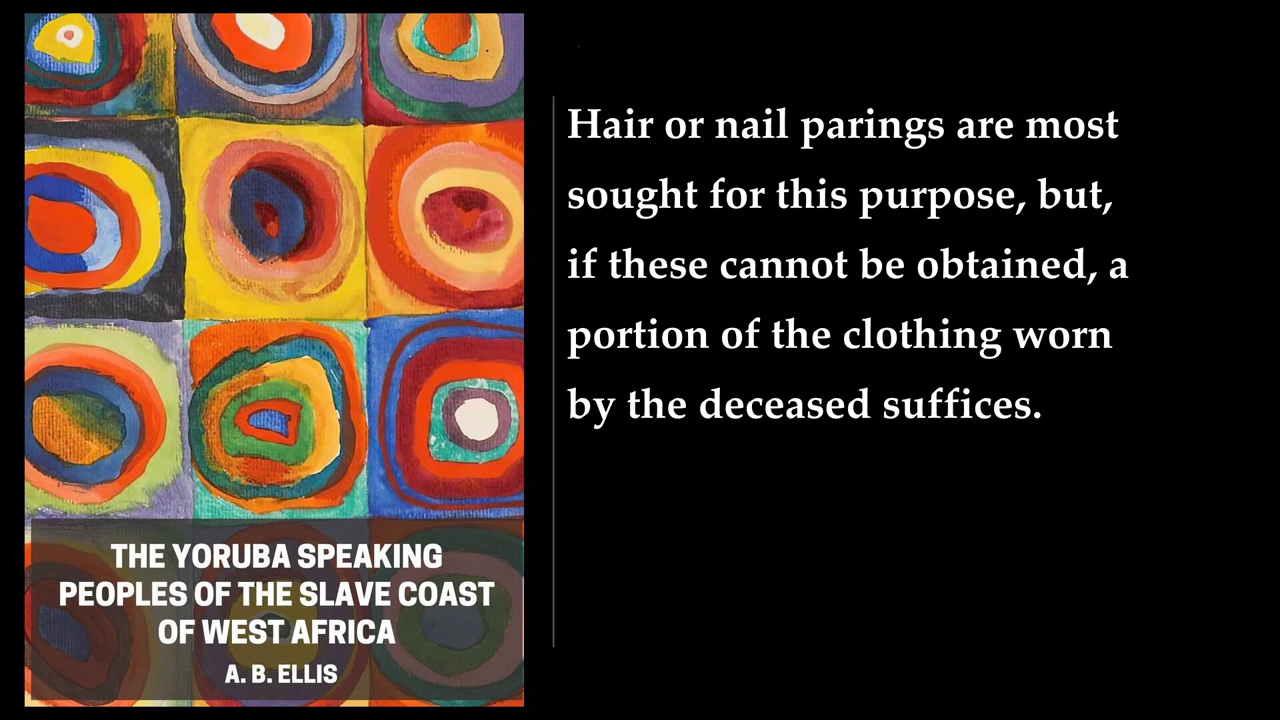 THE YORUBA SPEAKING
PEOPLES OF THE SLAVE COAST
OF WEST AFRICA
A. B. ELLIS
Hair or nail parings are most
sought for this purpose, but,
if these cannot be obtained, a
portion of the clothing worn
by the deceased suffices.